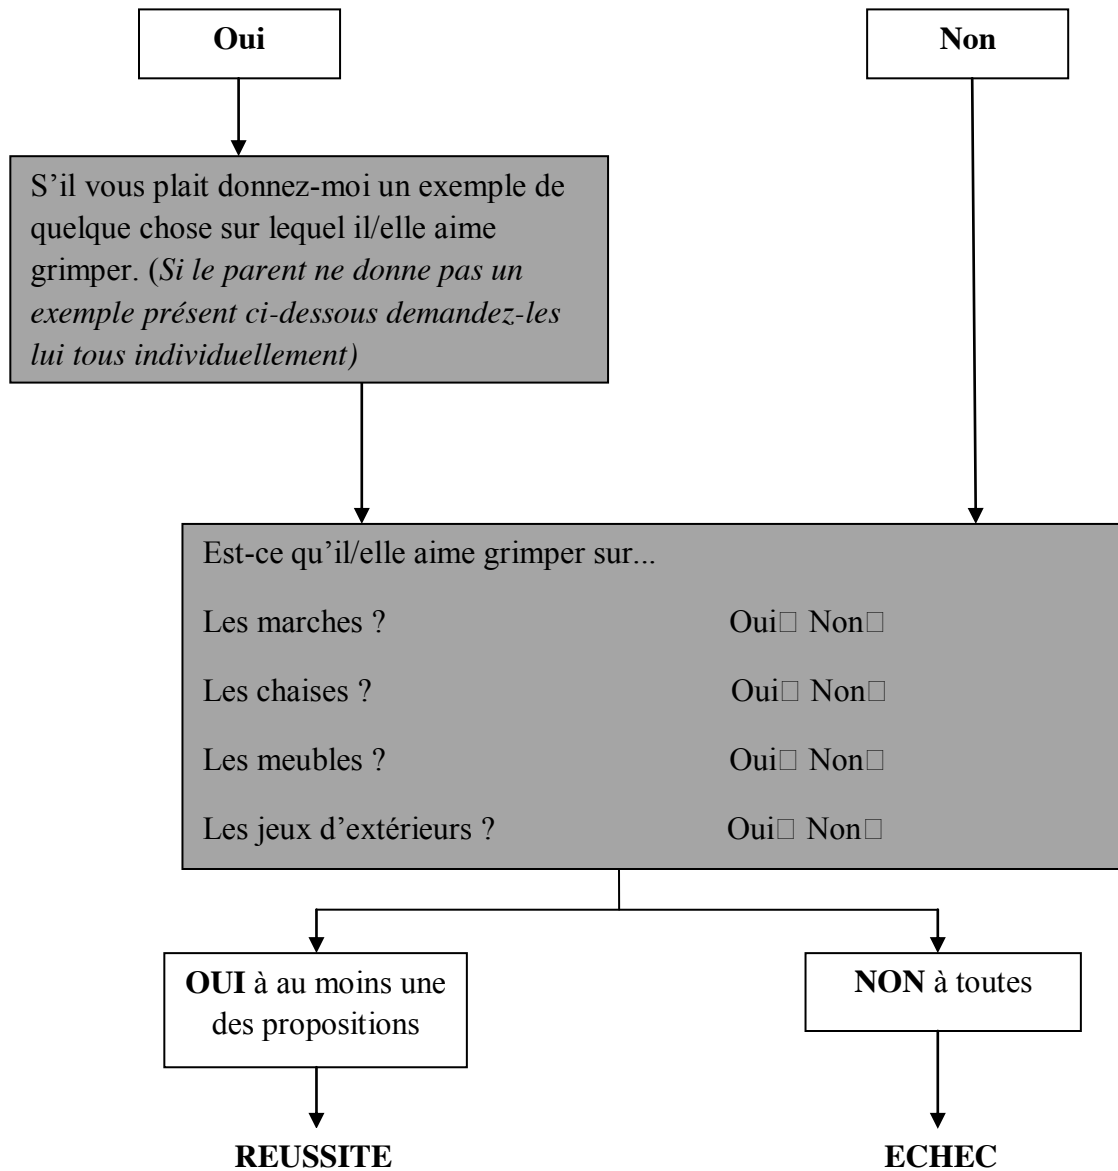 Oui
Non
S’il vous plait donnez-moi un exemple de
quelque chose sur lequel il/elle aime
grimper. (Si le parent ne donne pas un
exemple présent ci-dessous demandez-les
lui tous individuellement)
Est-ce qu’il/elle aime grimper sur...
Les marches ? Oui□ Non□
Les chaises ? Oui□ Non□
Les meubles ? Oui□ Non□
Les jeux d’extérieurs ? Oui□ Non□
OUI à au moins une
des propositions
NON à toutes
REUSSITE
ECHEC